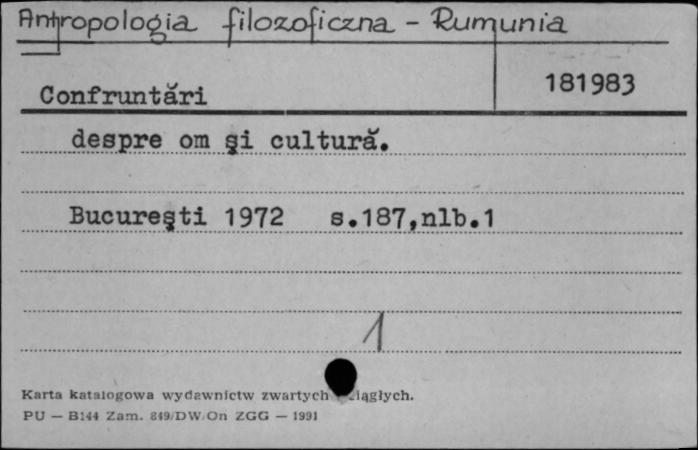 Antropologia filozoficzna - Rumunia
181983
Confruntări
despre om şi cultură.
Bucureşti 1972 s.187,nlb.1
1
Karta katalogowa wydawnictw zwartych
PU — B144 Zam. 849/DW/On ZGG — 1991